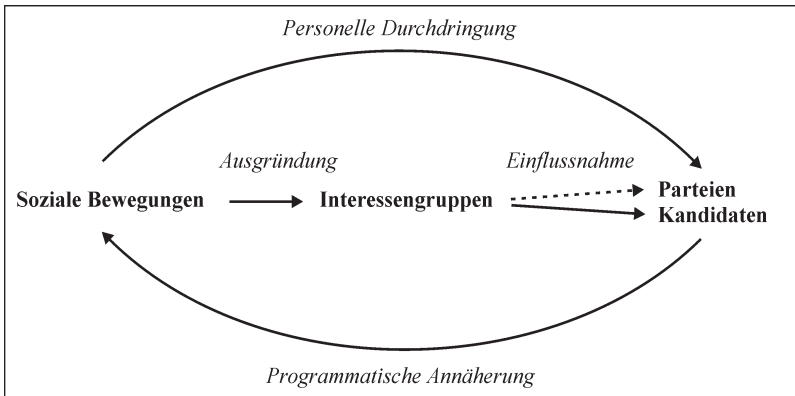 Personelle Durchdringung
Ausgründung
Einflussnahme
Soziale Bewegungen
Interessengruppen
Parteien
Kandidaten
Programmatische Annäherung